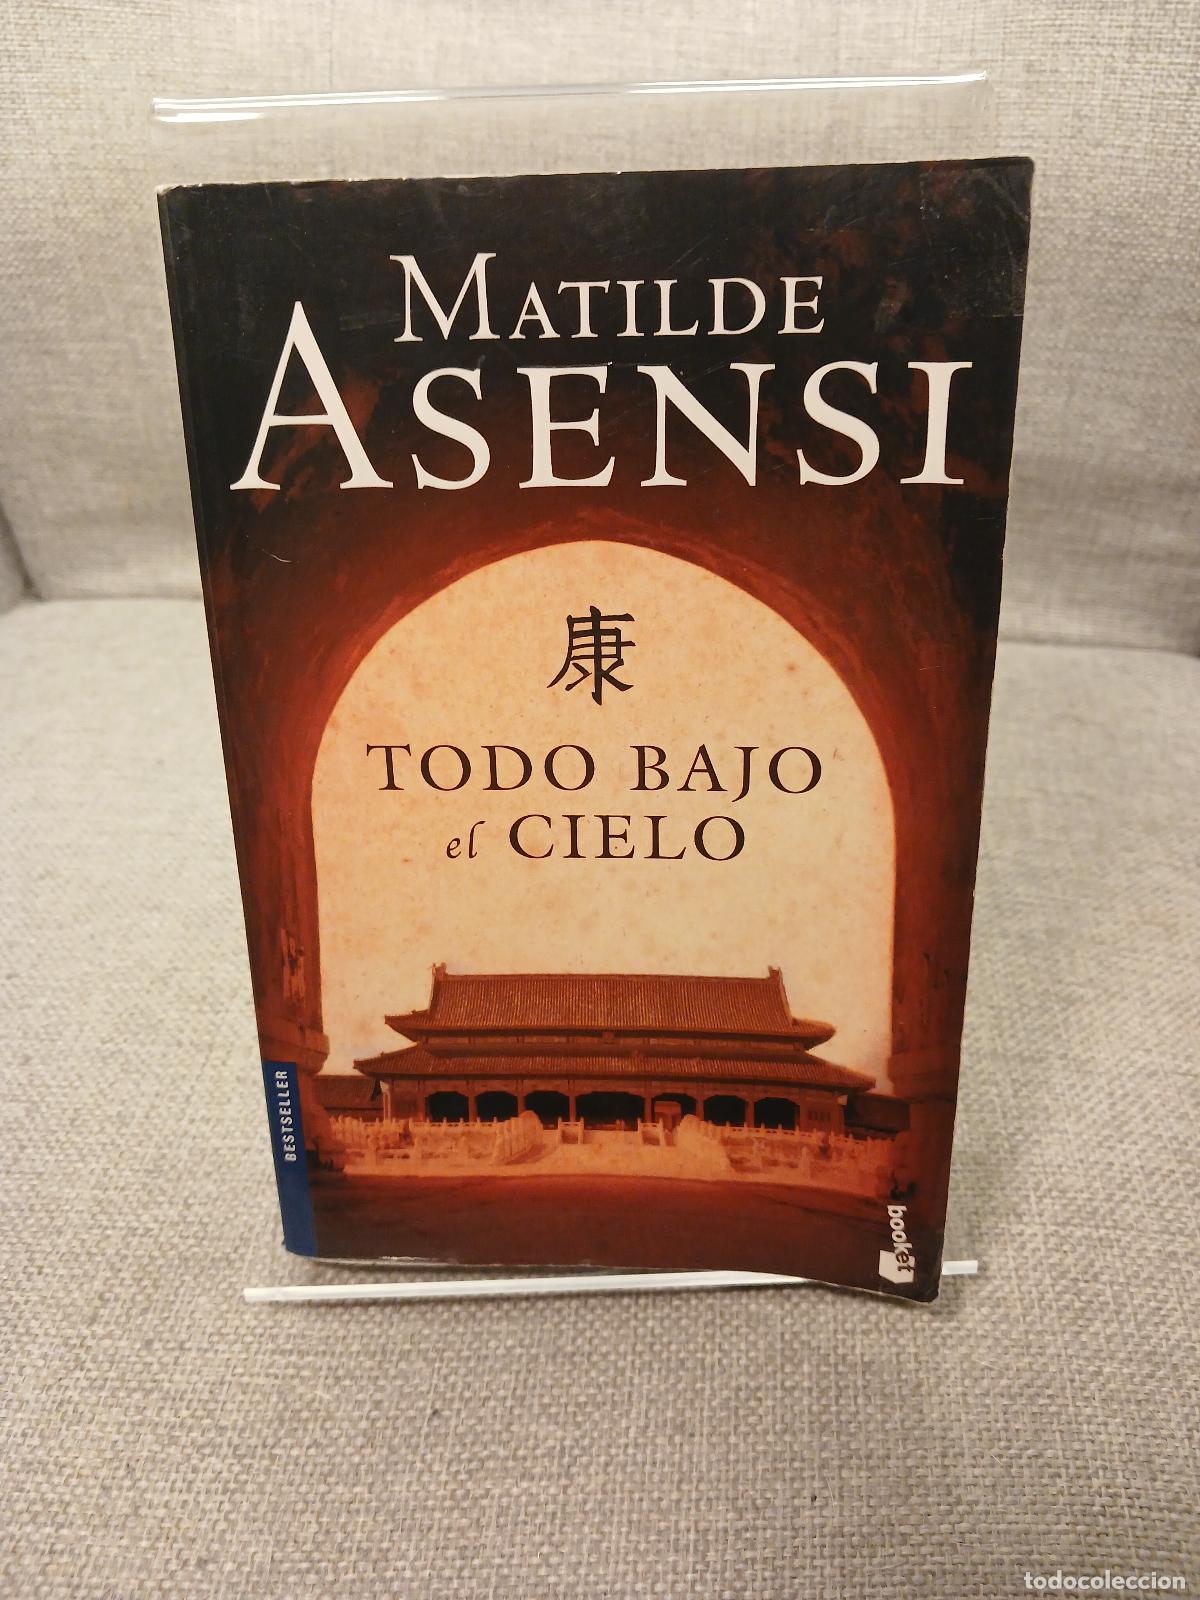 MATILDE
ASENSI
康
TODO BAJO
el CIELO
BESTSELLER
booket
todocoleccion